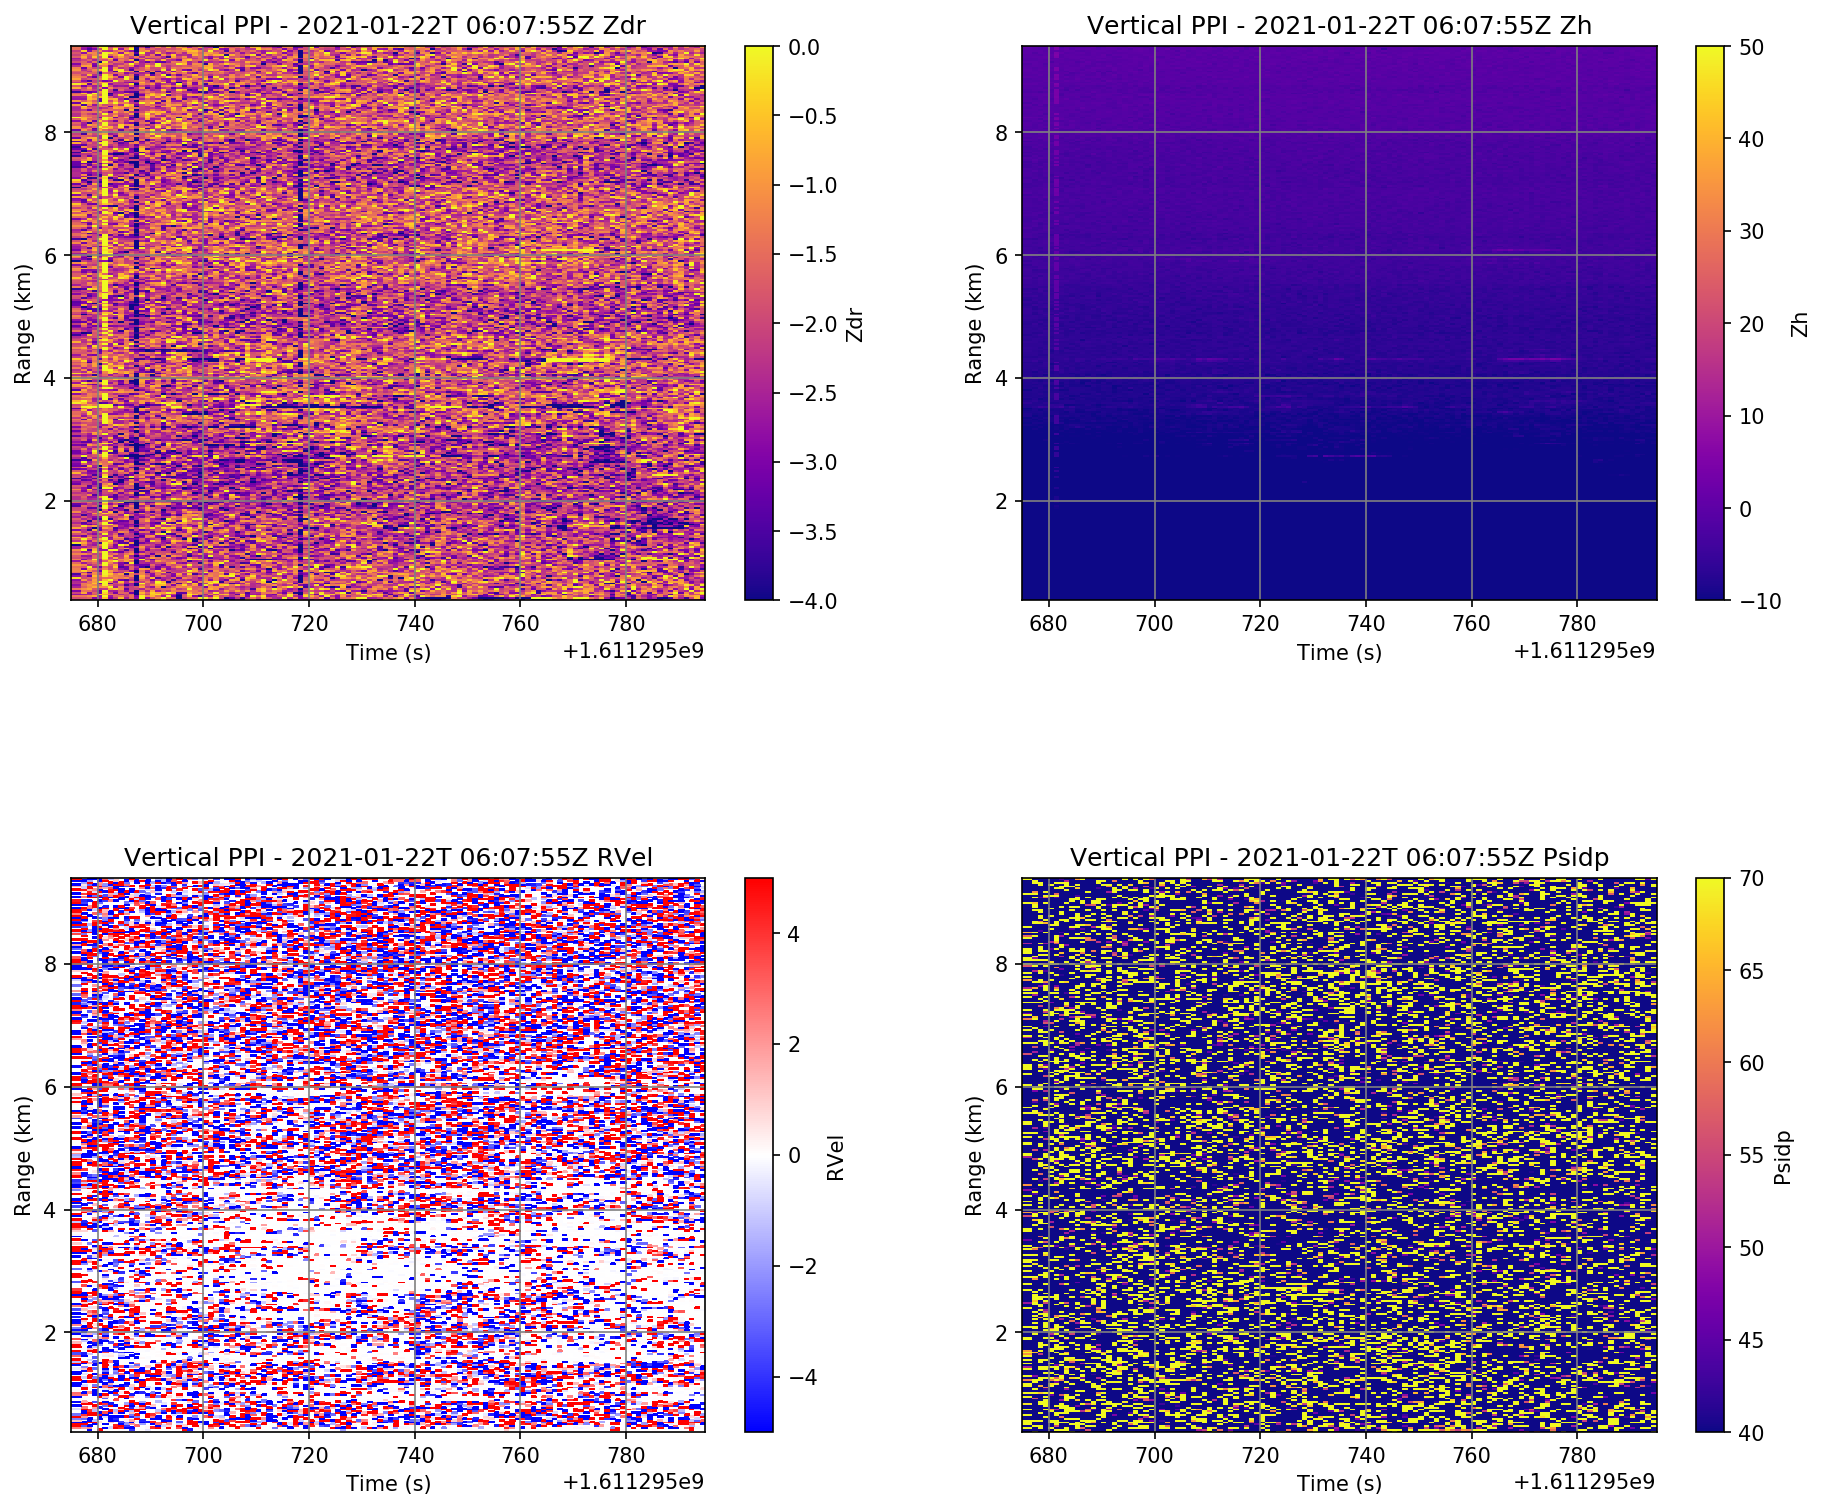 Vertical PPI - 2021-01-22T 06:07:55Z Zdr
Range (km)
8
6
4
2
680 700 720 740 760 780
Time (s)
+1.611295e9
0.0
−0.5
−1.0
−1.5
−2.0
−2.5
−3.0
−3.5
−4.0
Zdr
Vertical PPI - 2021-01-22T 06:07:55Z Zh
Range (km)
8
6
4
2
680 700 720 740 760 780
Time (s)
+1.611295e9
50
40
30
20
10
0
−10
Zh
Vertical PPI - 2021-01-22T 06:07:55Z RVel
Range (km)
8
6
4
2
680 700 720 740 760 780
Time (s)
+1.611295e9
4
2
0
−2
−4
RVel
Vertical PPI - 2021-01-22T 06:07:55Z Psidp
Range (km)
8
6
4
2
680 700 720 740 760 780
Time (s)
+1.611295e9
70
65
60
55
50
45
40
Psidp